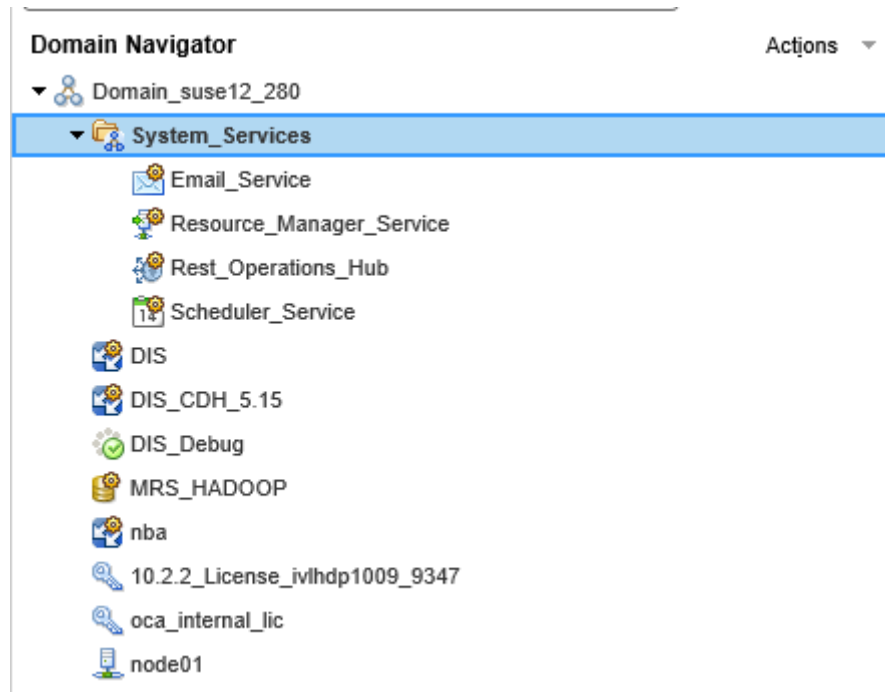 Domain Navigator Actions
Domain_suse12_280
System_Services
Email_Service
Resource_Manager_Service
Rest_Operations_Hub
14 Scheduler_Service
DIS
DIS_CDH_5.15
DIS_Debug
MRS_HADOOP
nba
10.2.2_License_ivlhdp1009_9347
oca_internal_lic
node01